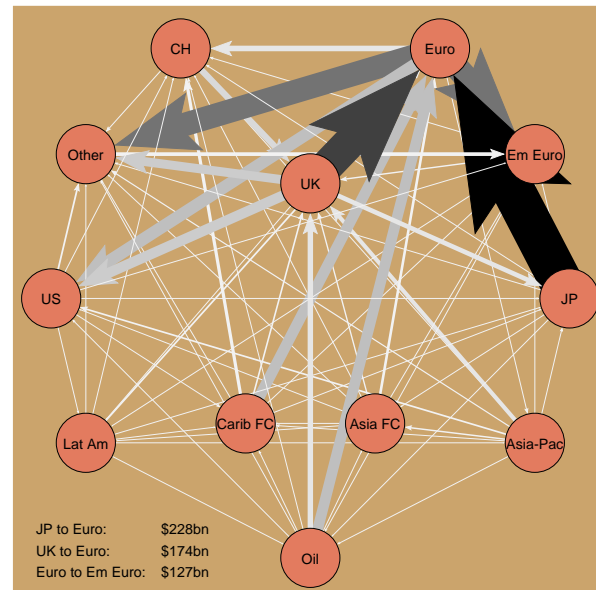 CH
Euro
Other
Em Euro
UK
US
JP
Lat Am
Carib FC
Asia FC
Asia-Pac
Oil
JP to Euro: $228bn
UK to Euro: $174bn
Euro to Em Euro: $127bn